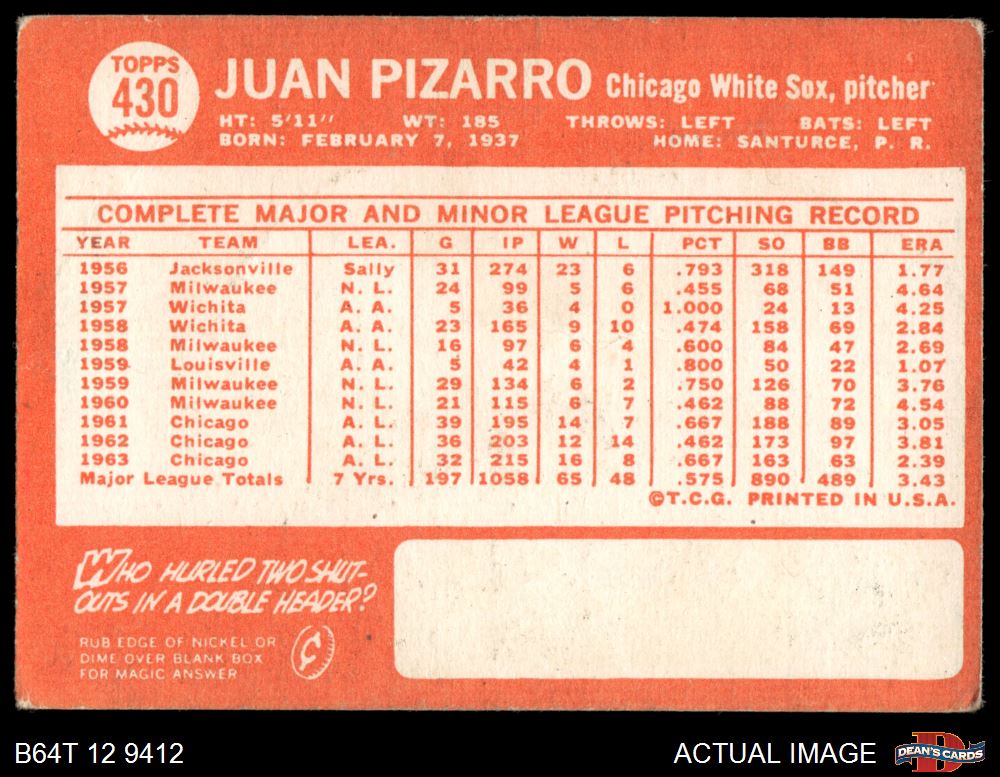 TOPPS
430
JUAN PIZARRO Chicago White Sox, pitcher
HT: 5'11" WT: 185 THROWS: LEFT BATS: LEFT
BORN: FEBRUARY 7, 1937 HOME: SANTURCE, P. R.
COMPLETE MAJOR AND MINOR LEAGUE PITCHING RECORD
YEAR TEAM LEA. G IP W L PCT SO BB ERA
1956 Jacksonville Sally 31 274 23 6 .793 318 149 1.77
1957 Milwaukee N. L. 24 99 5 6 .455 68 51 4.64
1957 Wichita A. A. 5 36 4 0 1.000 24 13 4.25
1958 Wichita A. A. 23 165 9 10 .474 158 69 2.84
1958 Milwaukee N. L. 16 97 6 4 .600 84 47 2.69
1959 Louisville A. A. 5 42 4 1 .800 50 22 1.07
1959 Milwaukee N. L. 29 134 6 2 .750 126 70 3.76
1960 Milwaukee N. L. 21 115 6 7 .462 88 72 4.54
1961 Chicago A. L. 39 195 14 7 .667 188 89 3.05
1962 Chicago A. L. 36 203 12 14 .462 173 97 3.81
1963 Chicago A. L. 32 215 16 8 .667 163 63 2.39
Major League Totals 7 Yrs. 197 1058 65 48 .575 890 489 3.43
©T.C.G. PRINTED IN U.S.A.
WHO HURLED TWO SHUT-
OUTS IN A DOUBLE HEADER?
RUB EDGE OF NICKEL OR
DIME OVER BLANK BOX
FOR MAGIC ANSWER
¢
B64T 12 9412 ACTUAL IMAGE
D
DEAN'S CARDS